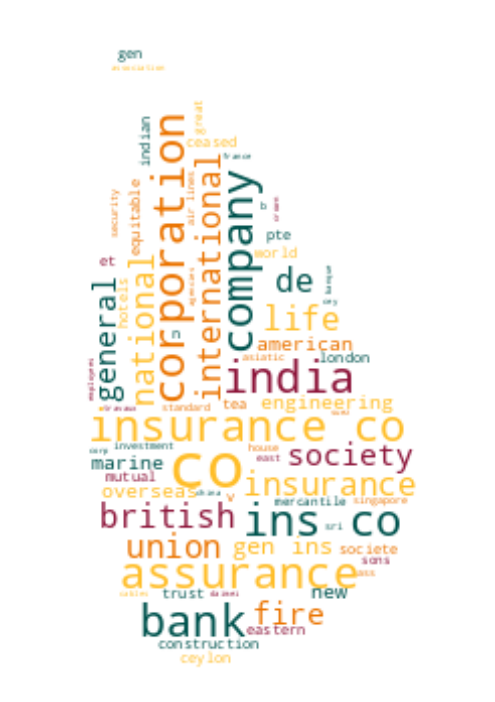 gen
association
great
indian
corporation
ceased
france
international
company
air lines
security
equitable
b
pte
et
world
national
hotels
general
de
life
agencies
american
asiatic
london
india
employees
standard
tea
engineering
insurance co
house
investment
corp
east
society
marine
co
mutual
insurance
overseas
china
v
mercantile
singapore
british
ins co
sri
union
gen ins
societe
sons
assurance
trust
new
bank
fire
eastern
construction
ceylon